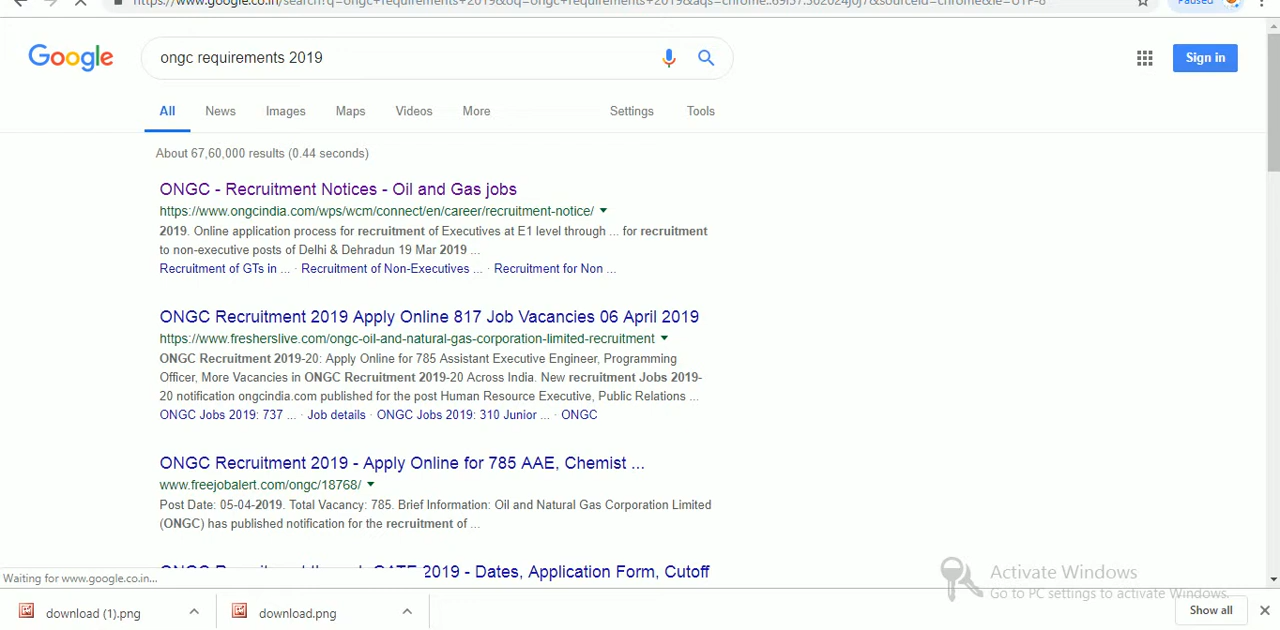 Paused
Google
ongc requirements 2019
Sign in
All News Images Maps Videos More Settings Tools
About 67,60,000 results (0.44 seconds)
ONGC - Recruitment Notices - Oil and Gas jobs
https://www.ongcindia.com/wps/wcm/connect/en/career/recruitment-notice/
2019. Online application process for recruitment of Executives at E1 level through ... for recruitment
to non-executive posts of Delhi & Dehradun 19 Mar 2019 ...
Recruitment of GTs in ... · Recruitment of Non-Executives ... · Recruitment for Non ...
ONGC Recruitment 2019 Apply Online 817 Job Vacancies 06 April 2019
https://www.fresherslive.com/ongc-oil-and-natural-gas-corporation-limited-recruitment
ONGC Recruitment 2019-20: Apply Online for 785 Assistant Executive Engineer, Programming
Officer, More Vacancies in ONGC Recruitment 2019-20 Across India. New recruitment Jobs 2019-
20 notification ongcindia.com published for the post Human Resource Executive, Public Relations ...
ONGC Jobs 2019: 737 ... · Job details · ONGC Jobs 2019: 310 Junior ... · ONGC
ONGC Recruitment 2019 - Apply Online for 785 AAE, Chemist ...
www.freejobalert.com/ongc/18768/
Post Date: 05-04-2019. Total Vacancy: 785. Brief Information: Oil and Natural Gas Corporation Limited
(ONGC) has published notification for the recruitment of ...
ONGC Recruitment through GATE 2019 - Dates, Application Form, Cutoff
Waiting for www.google.co.in...
Activate Windows
Go to PC settings to activate Windows.
download (1).png
download.png
Show all